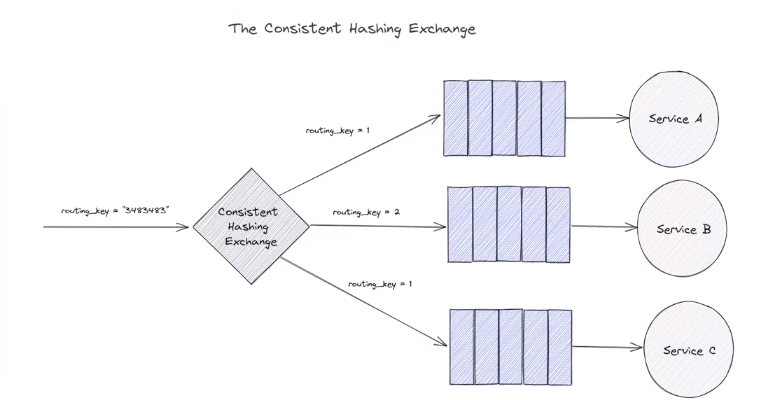 The Consistent Hashing Exchange
routing_key = 1
Service A
routing_key = "3483483"
Consistent
Hashing
Exchange
routing_key = 2
Service B
routing_key = 1
Service C